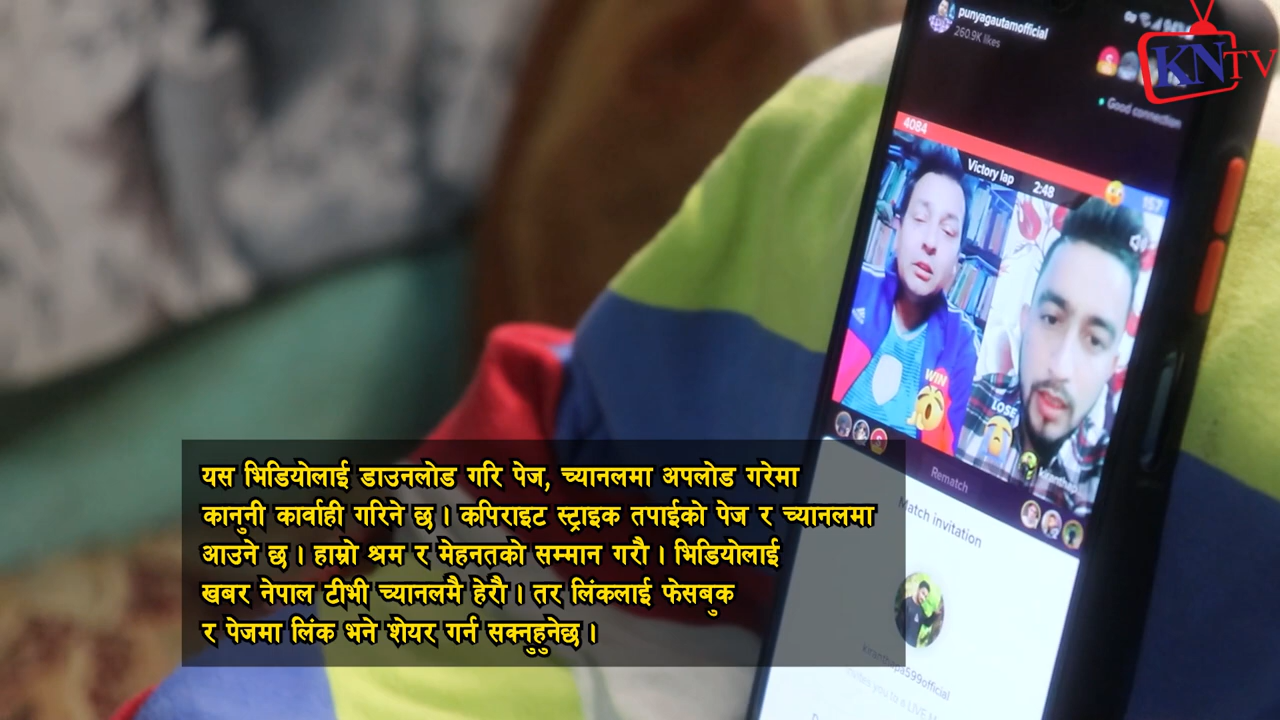 punyagautamofficial
260.9K likes
KNTV
Good connection
4084
157
Victory lap 2:48
WIN
LOSE
Rematch
Match invitation
kiranthapa599official
यस भिडियोलाई डाउनलोड गरि पेज, च्यानलमा अपलोड गरेमा
कानुनी कार्वाही गरिने छ । कपिराइट स्ट्राइक तपाईको पेज र च्यानलमा
आउने छ । हाम्रो श्रम र मेहनतको सम्मान गरौ । भिडियोलाई
खबर नेपाल टीभी च्यानलमै हेरौ । तर लिंकलाई फेसबुक
र पेजमा लिंक भने शेयर गर्न सक्नुहुनेछ ।